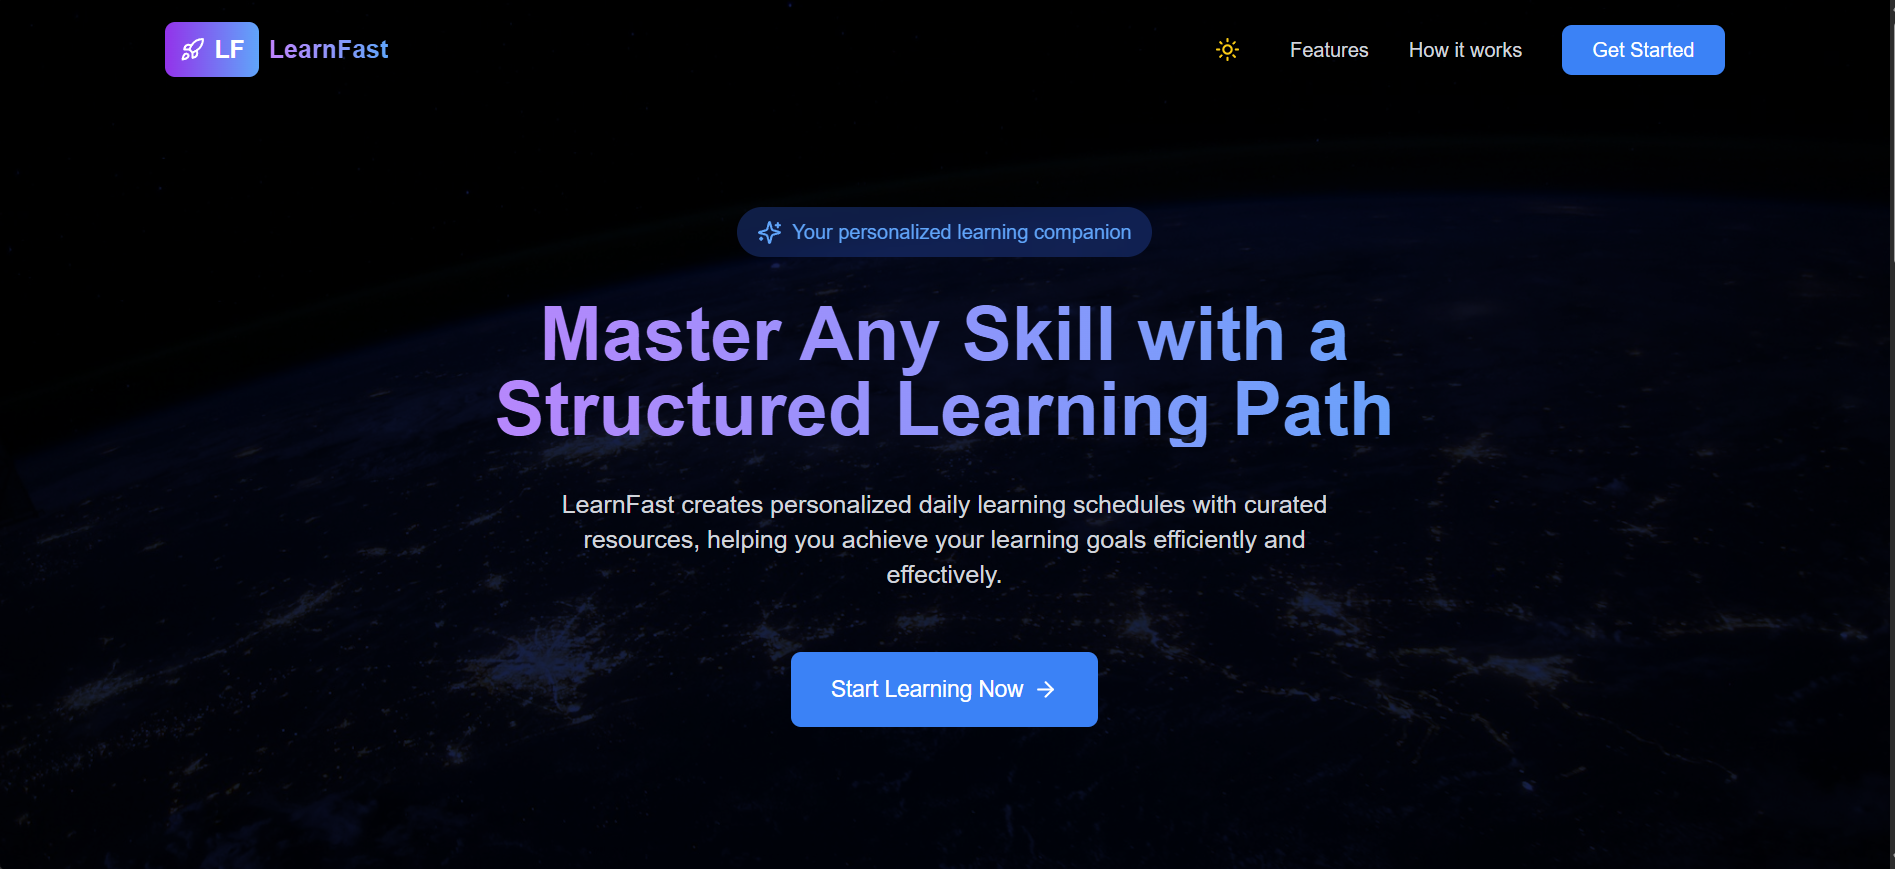 LF LearnFast
Features
How it works
Get Started
Your personalized learning companion
Master Any Skill with a
Structured Learning Path
LearnFast creates personalized daily learning schedules with curated
resources, helping you achieve your learning goals efficiently and
effectively.
Start Learning Now